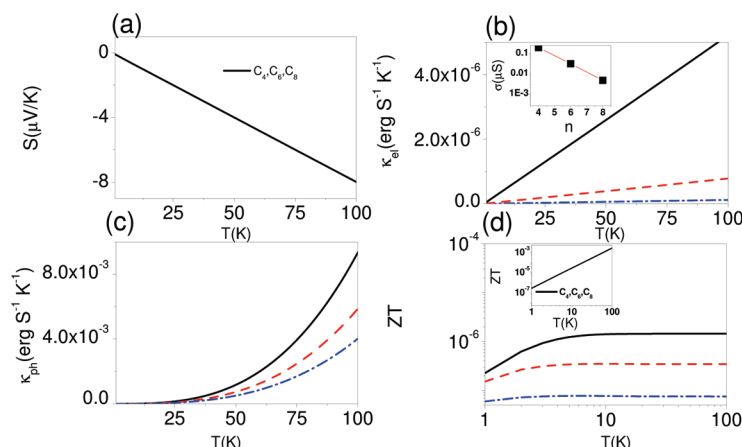 (a)
0
-4
-8
S(μV/K)
C4,C6,C8
25
50
75
100
T(K)
(b)
4.0x10⁻⁶
2.0x10⁻⁶
0.0
κel(erg S⁻¹ K⁻¹)
0.1
0.01
1E-3
σ(μS)
4
5
6
7
8
n
25
50
75
100
T(K)
(c)
8.0x10⁻³
4.0x10⁻³
0.0
κph(erg S⁻¹ K⁻¹)
25
50
75
100
T(K)
(d)
10⁻⁴
10⁻⁶
ZT
10⁻³
10⁻⁵
10⁻⁷
ZT
C4,C6,C8
1
10
100
T(K)
1
10
100
T(K)